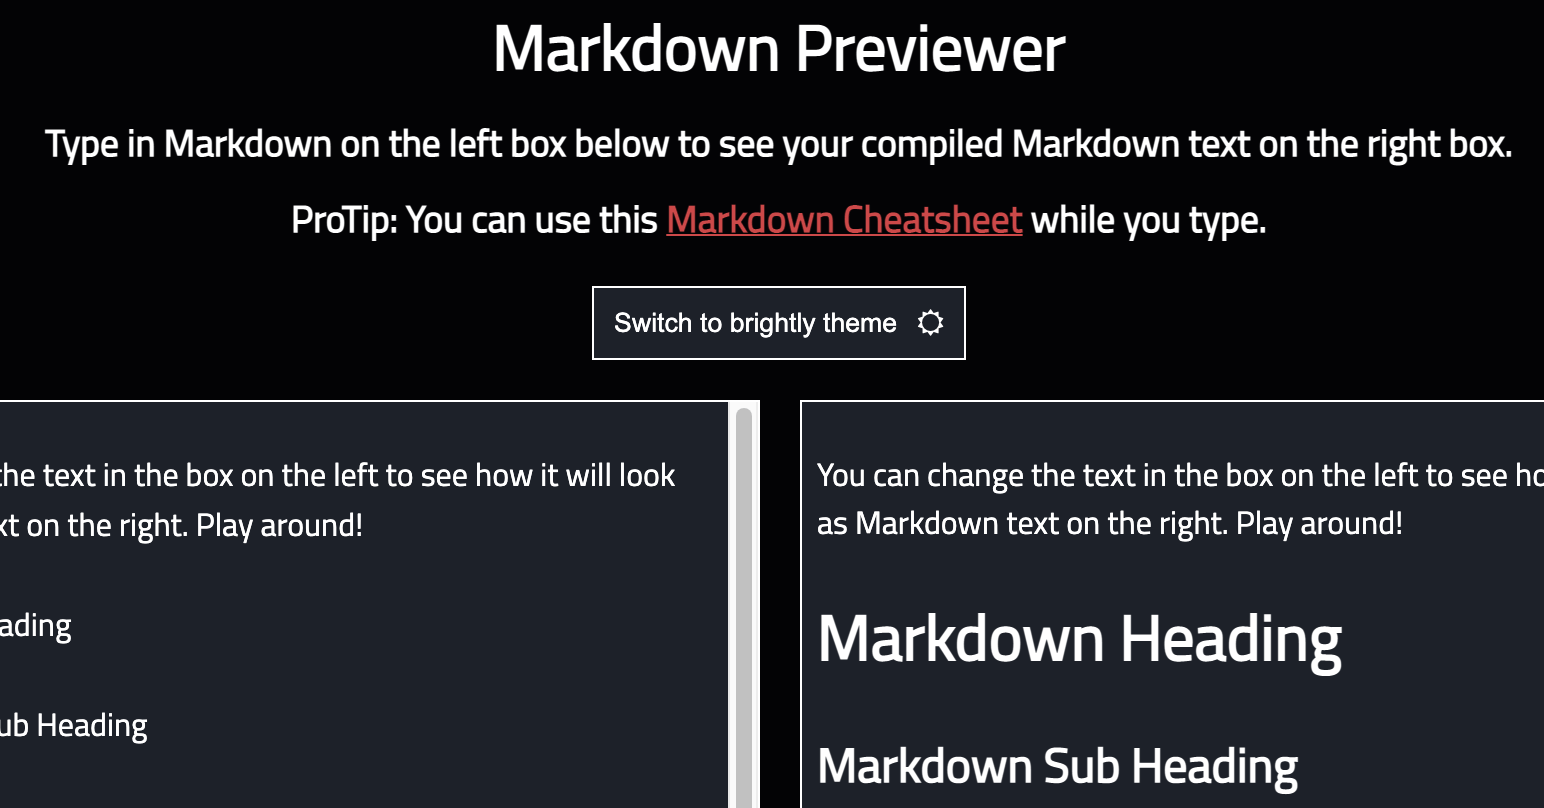 Markdown Previewer
Type in Markdown on the left box below to see your compiled Markdown text on the right box.
ProTip: You can use this Markdown Cheatsheet while you type.
Switch to brightly theme
the text in the box on the left to see how it will look
xt on the right. Play around!
ading
ub Heading
You can change the text in the box on the left to see ho
as Markdown text on the right. Play around!
Markdown Heading
Markdown Sub Heading